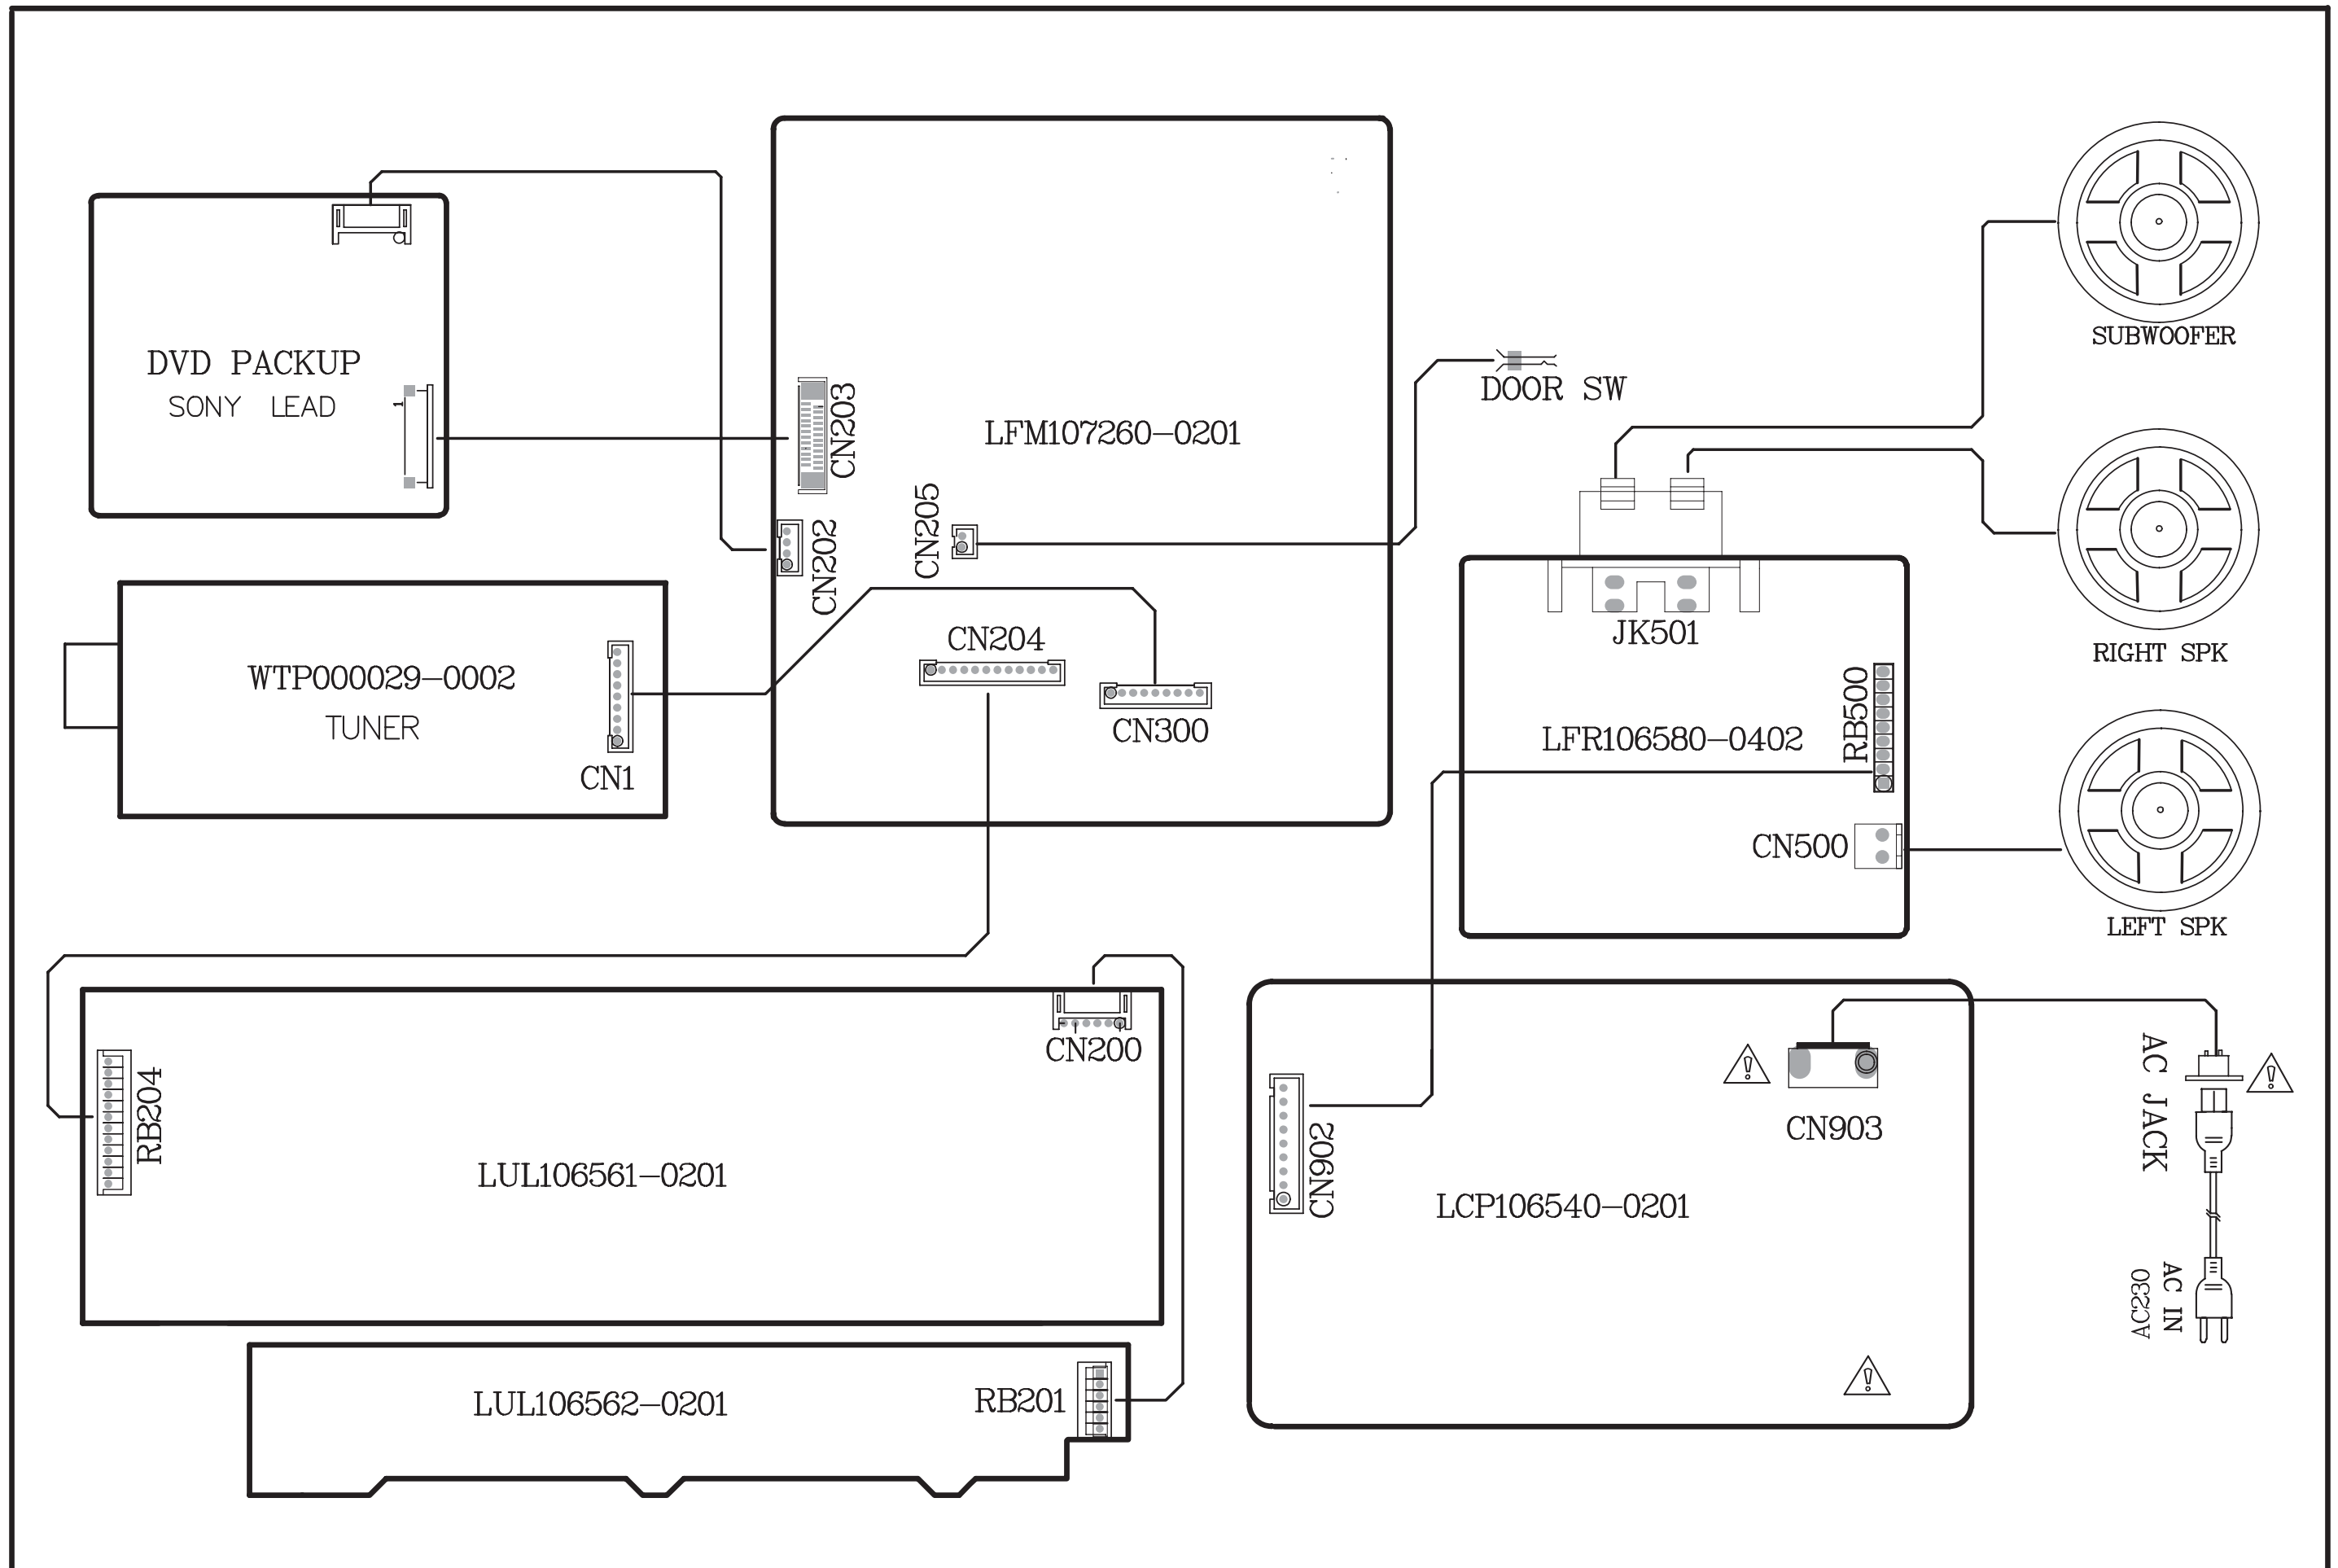 DVD PACKUP
SONY LEAD
1
CN203
CN202
CN205
LFM107260-0201
CN204
CN300
DOOR SW
SUBWOOFER
RIGHT SPK
LEFT SPK
JK501
RB500
LFR106580-0402
CN500
WTP000029-0002
TUNER
CN1
CN200
RB204
LUL106561-0201
LUL106562-0201
RB201
CN902
CN903
LCP106540-0201
AC JACK
AC IN
AC230